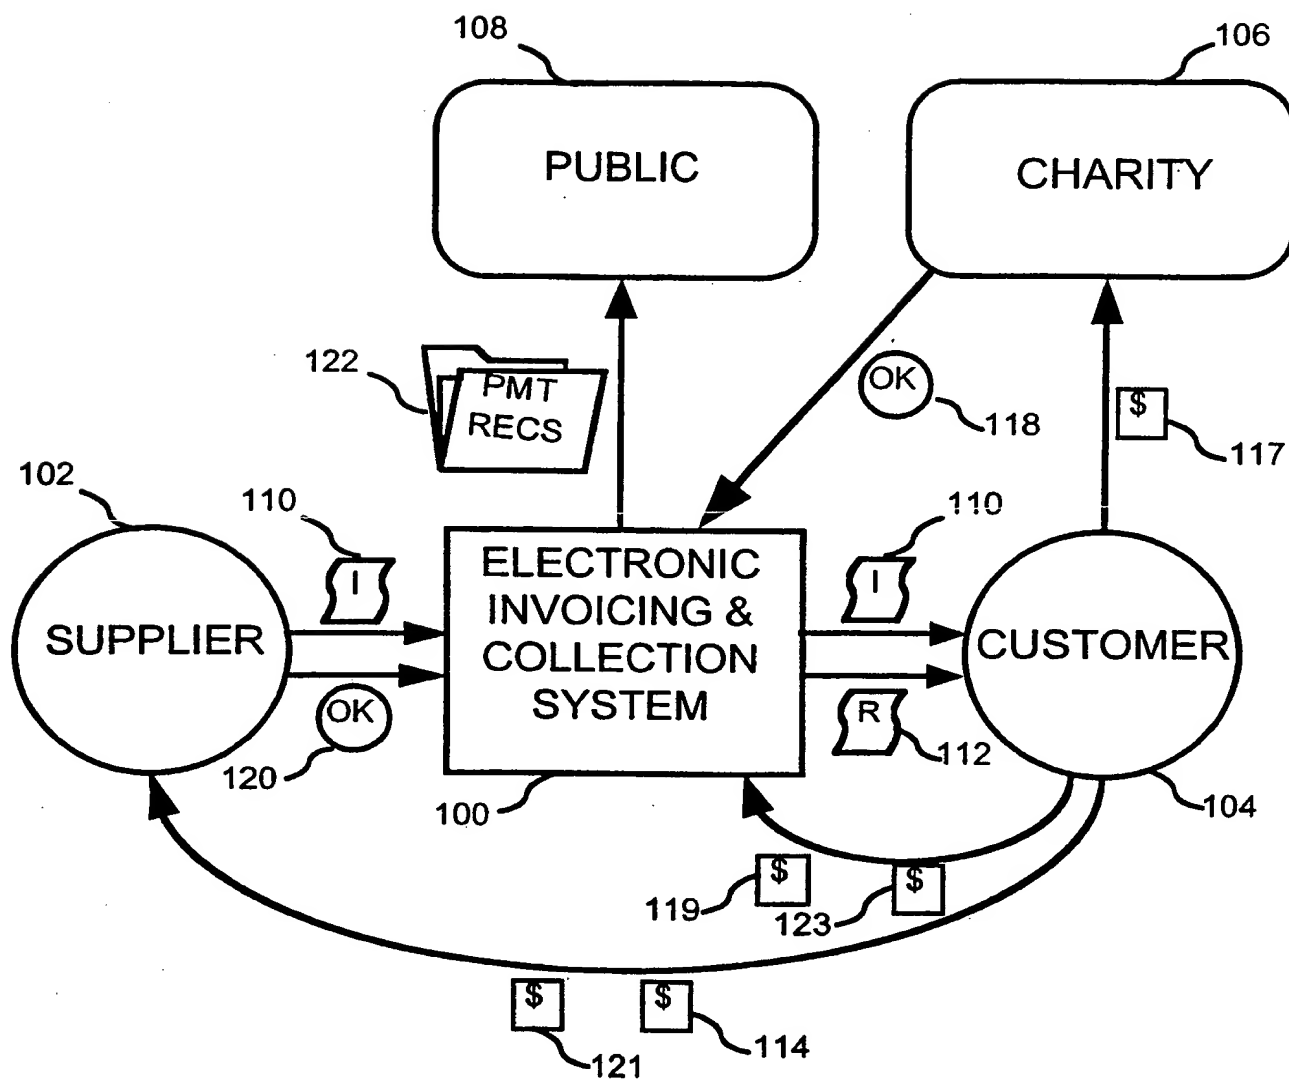 108
106
PUBLIC
CHARITY
122
PMT
RECS
OK
118
$
117
102
110
I
110
I
SUPPLIER
ELECTRONIC
INVOICING &
COLLECTION
SYSTEM
CUSTOMER
OK
120
R
112
100
104
$
119
$
123
$
121
$
114